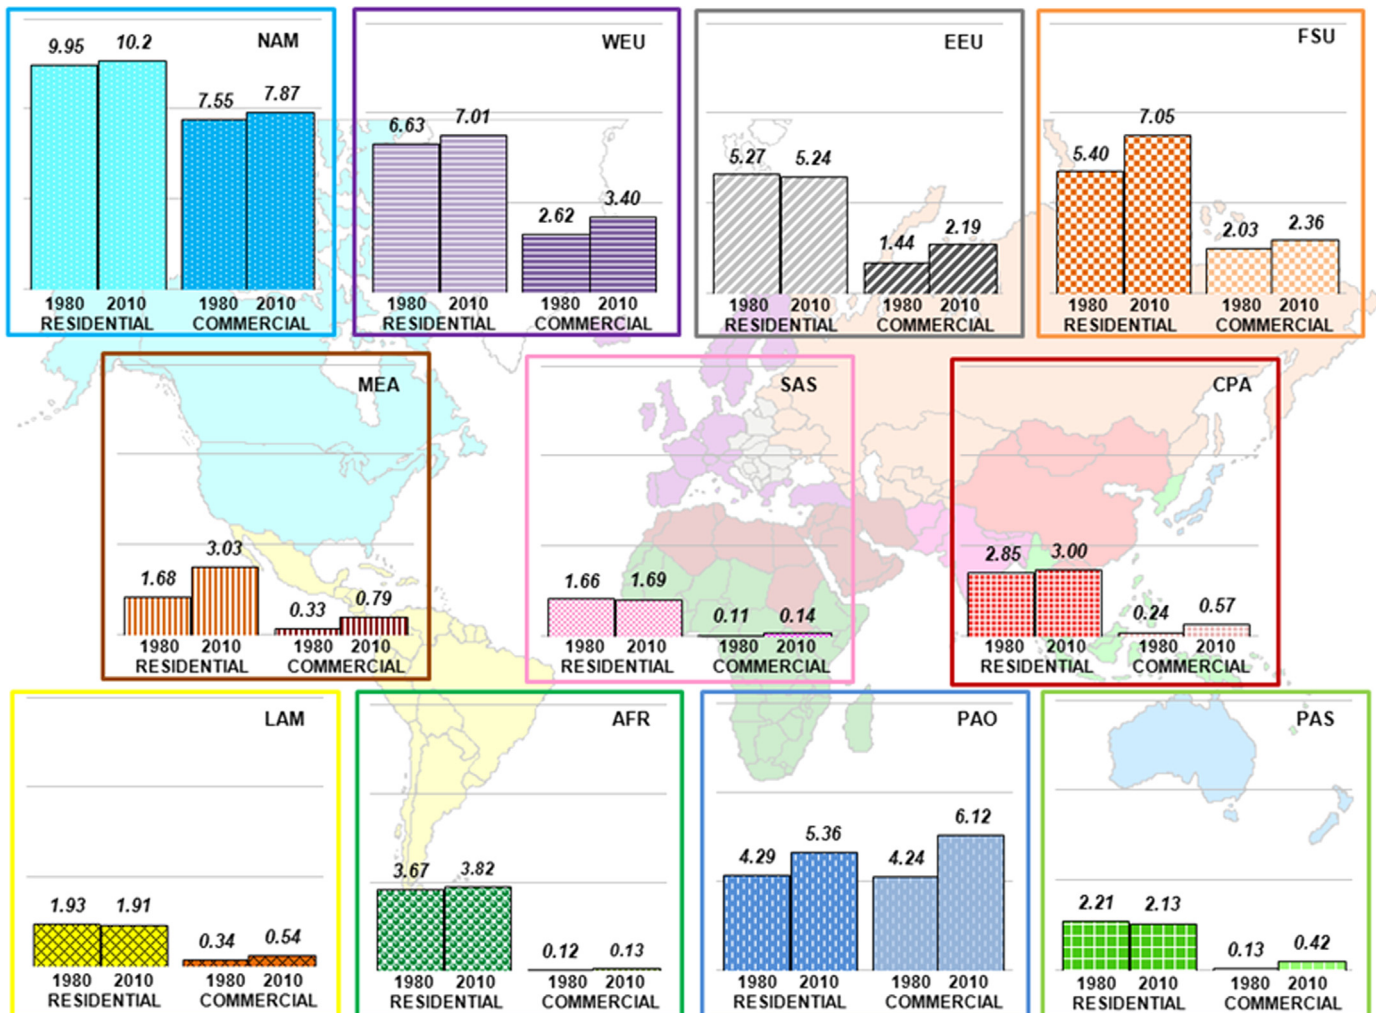 NAM
9.95 10.2
7.55 7.87
1980 2010 1980 2010
RESIDENTIAL COMMERCIAL
WEU
6.63 7.01
2.62 3.40
1980 2010 1980 2010
RESIDENTIAL COMMERCIAL
EEU
5.27 5.24
1.44 2.19
1980 2010 1980 2010
RESIDENTIAL COMMERCIAL
FSU
5.40 7.05
2.03 2.36
1980 2010 1980 2010
RESIDENTIAL COMMERCIAL
MEA
1.68 3.03
0.33 0.79
1980 2010 1980 2010
RESIDENTIAL COMMERCIAL
SAS
1.66 1.69
0.11 0.14
1980 2010 1980 2010
RESIDENTIAL COMMERCIAL
CPA
2.85 3.00
0.24 0.57
1980 2010 1980 2010
RESIDENTIAL COMMERCIAL
LAM
1.93 1.91
0.34 0.54
1980 2010 1980 2010
RESIDENTIAL COMMERCIAL
AFR
3.67 3.82
0.12 0.13
1980 2010 1980 2010
RESIDENTIAL COMMERCIAL
PAO
4.29 5.36
4.24 6.12
1980 2010 1980 2010
RESIDENTIAL COMMERCIAL
PAS
2.21 2.13
0.13 0.42
1980 2010 1980 2010
RESIDENTIAL COMMERCIAL